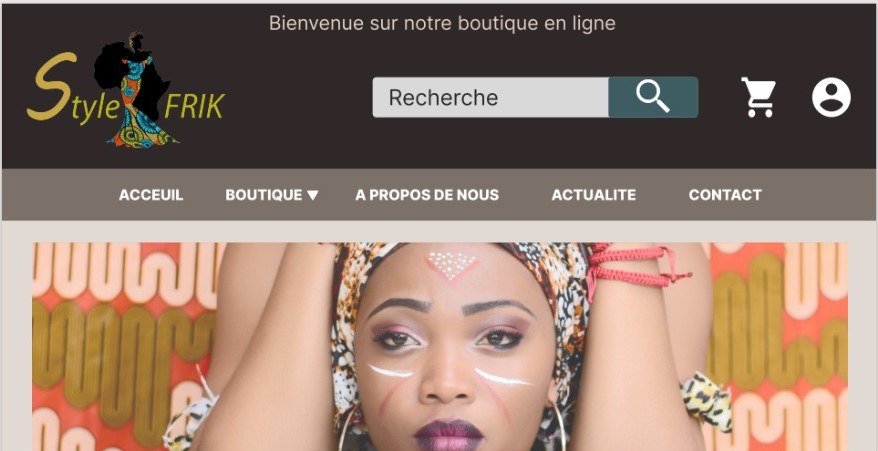 Bienvenue sur notre boutique en ligne
Style FRIK
Recherche
ACCEUIL BOUTIQUE ▼ A PROPOS DE NOUS ACTUALITE CONTACT